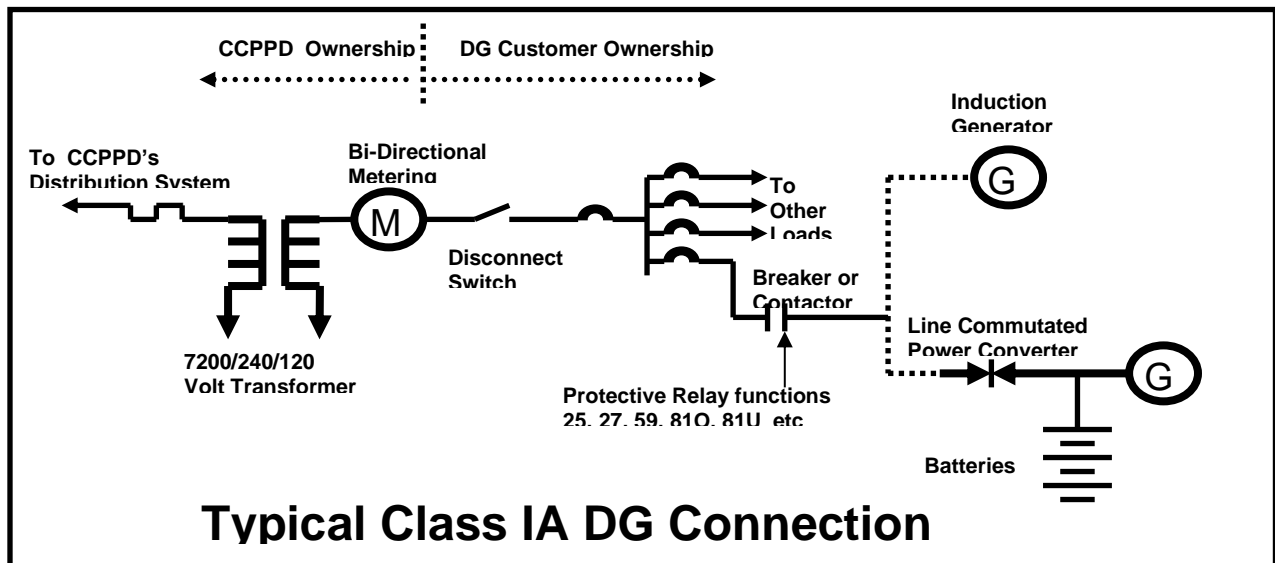 CCPPD Ownership
DG Customer Ownership
To CCPPD's
Distribution System
Bi-Directional
Metering
Induction
Generator
G
M
To
Other
Loads
Disconnect
Switch
Breaker or
Contactor
7200/240/120
Volt Transformer
Line Commutated
Power Converter
G
Protective Relay functions
25, 27, 59, 81O, 81U etc
Batteries
Typical Class IA DG Connection